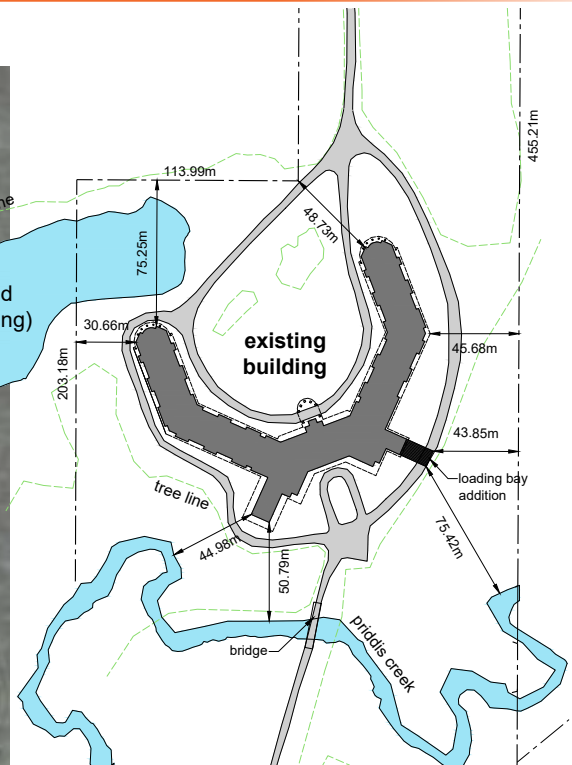 113.99m
455.21m
ne
48.73m
75.25m
d
ng)
30.66m
existing
building
45.68m
203.18m
43.85m
loading bay
addition
tree line
75.42m
44.98m
50.79m
bridge
priddis creek